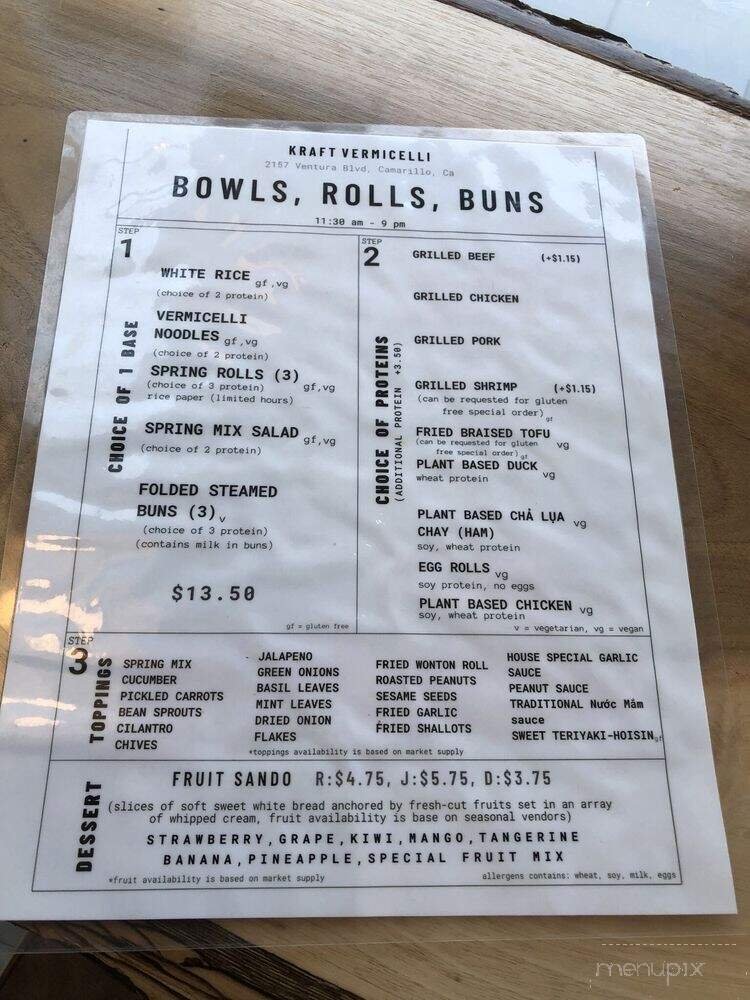 KRAFT VERMICELLI
2157 Ventura Blvd, Camarillo, Ca
BOWLS, ROLLS, BUNS
11:30 am - 9 pm
STEP
1
CHOICE OF 1 BASE
WHITE RICE gf,vg
(choice of 2 protein)
VERMICELLI
NOODLES gf,vg
(choice of 2 protein)
SPRING ROLLS (3)
(choice of 3 protein) gf,vg
rice paper (limited hours)
SPRING MIX SALAD gf,vg
(choice of 2 protein)
FOLDED STEAMED
BUNS (3) v
(choice of 3 protein)
(contains milk in buns)
$13.50
gf = gluten free
STEP
2
CHOICE OF PROTEINS
(ADDITIONAL PROTEIN +3.50)
GRILLED BEEF (+$1.15)
GRILLED CHICKEN
GRILLED PORK
GRILLED SHRIMP (+$1.15)
(can be requested for gluten
free special order) gf
FRIED BRAISED TOFU vg
(can be requested for gluten
free special order) gf
PLANT BASED DUCK vg
wheat protein
PLANT BASED CHẢ LỤA vg
CHAY (HAM)
soy, wheat protein
EGG ROLLS vg
soy protein, no eggs
PLANT BASED CHICKEN vg
soy, wheat protein
v = vegetarian, vg = vegan
STEP
3
TOPPINGS
SPRING MIX
CUCUMBER
PICKLED CARROTS
BEAN SPROUTS
CILANTRO
CHIVES
JALAPENO
GREEN ONIONS
BASIL LEAVES
MINT LEAVES
DRIED ONION
FLAKES
FRIED WONTON ROLL
ROASTED PEANUTS
SESAME SEEDS
FRIED GARLIC
FRIED SHALLOTS
HOUSE SPECIAL GARLIC
SAUCE
PEANUT SAUCE
TRADITIONAL Nước Mắm
sauce
SWEET TERIYAKI-HOISIN gf
*toppings availability is based on market supply
DESSERT
FRUIT SANDO R:$4.75, J:$5.75, D:$3.75
(slices of soft sweet white bread anchored by fresh-cut fruits set in an array
of whipped cream, fruit availability is base on seasonal vendors)
STRAWBERRY,GRAPE,KIWI,MANGO,TANGERINE
BANANA,PINEAPPLE,SPECIAL FRUIT MIX
*fruit availability is based on market supply
allergens contains: wheat, soy, milk, eggs
menupix